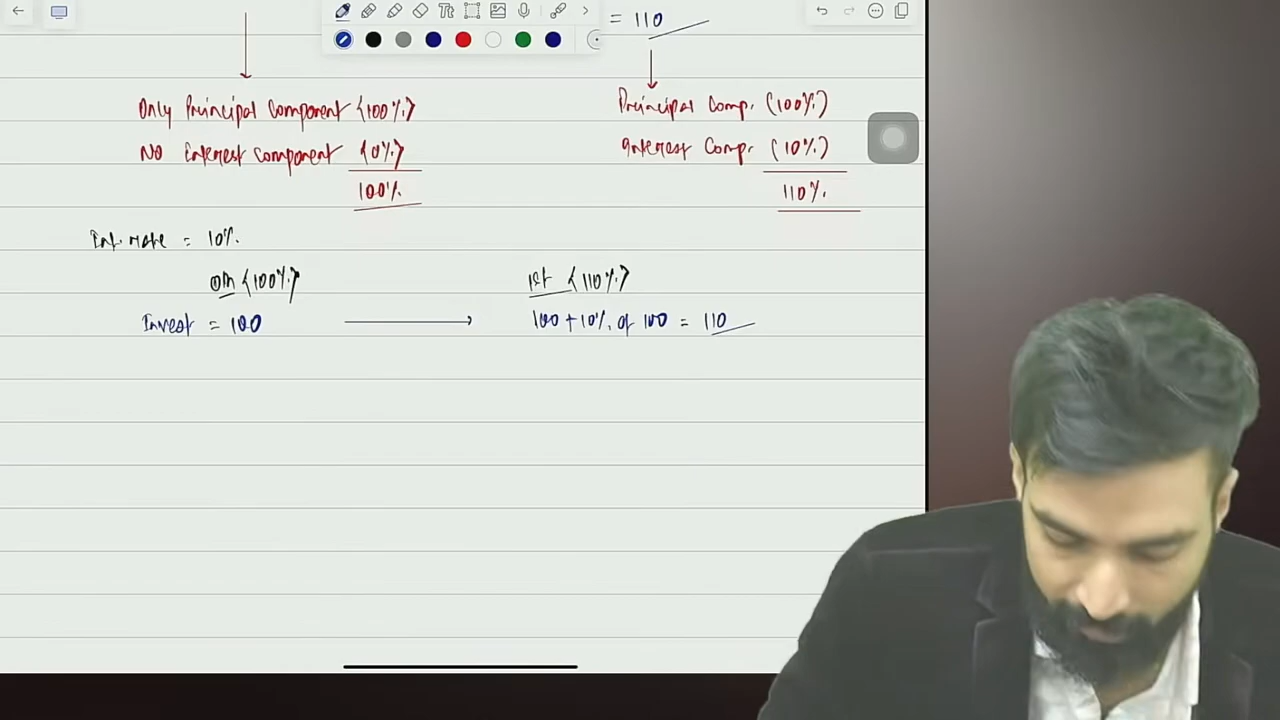 = 110
Only Principal Component {100%}
No Interest Component {0%}
100%
Principal Comp. (100%)
Interest Comp. (10%)
110%
Int. rate = 10%
0th {100%}
1st {110%}
Invest = 100
100 + 10% of 100 = 110